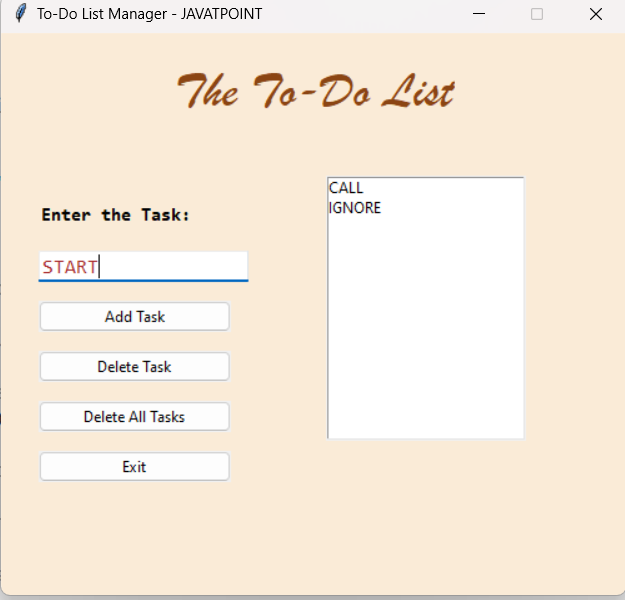 To-Do List Manager - JAVATPOINT
The To-Do List
Enter the Task:
START
Add Task
Delete Task
Delete All Tasks
Exit
CALL
IGNORE